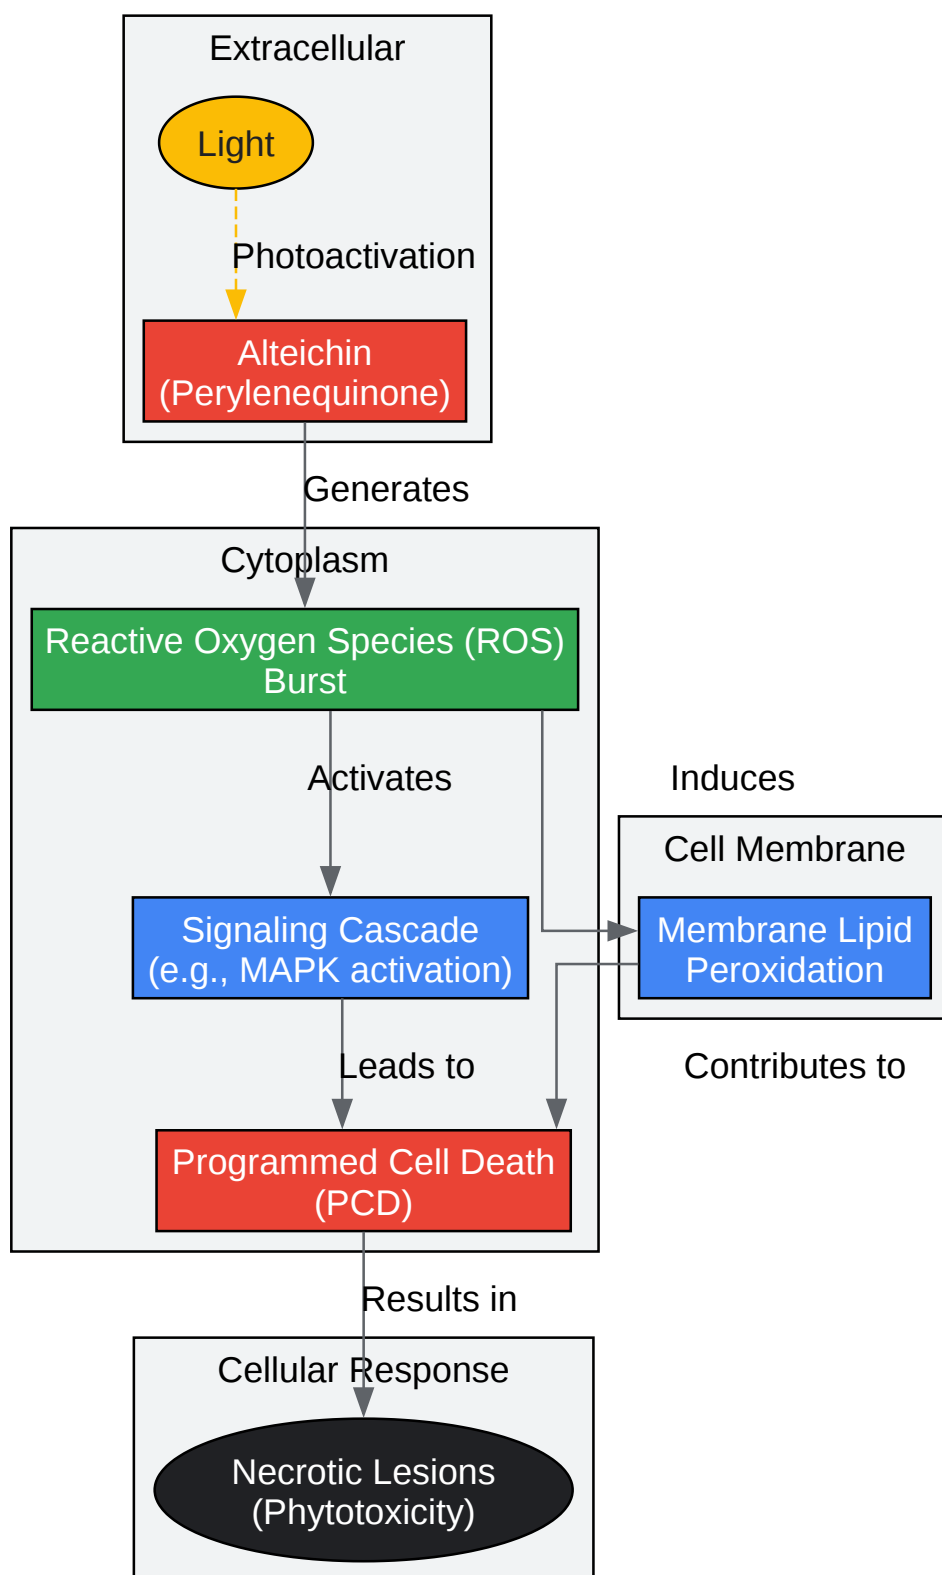 Extracellular
Light
Photoactivation
Alteichin
(Perylenequinone)
Generates
Cytoplasm
Reactive Oxygen Species (ROS)
Burst
Activates
Induces
Cell Membrane
Signaling Cascade
(e.g., MAPK activation)
Membrane Lipid
Peroxidation
Leads to
Contributes to
Programmed Cell Death
(PCD)
Results in
Cellular Response
Necrotic Lesions
(Phytotoxicity)